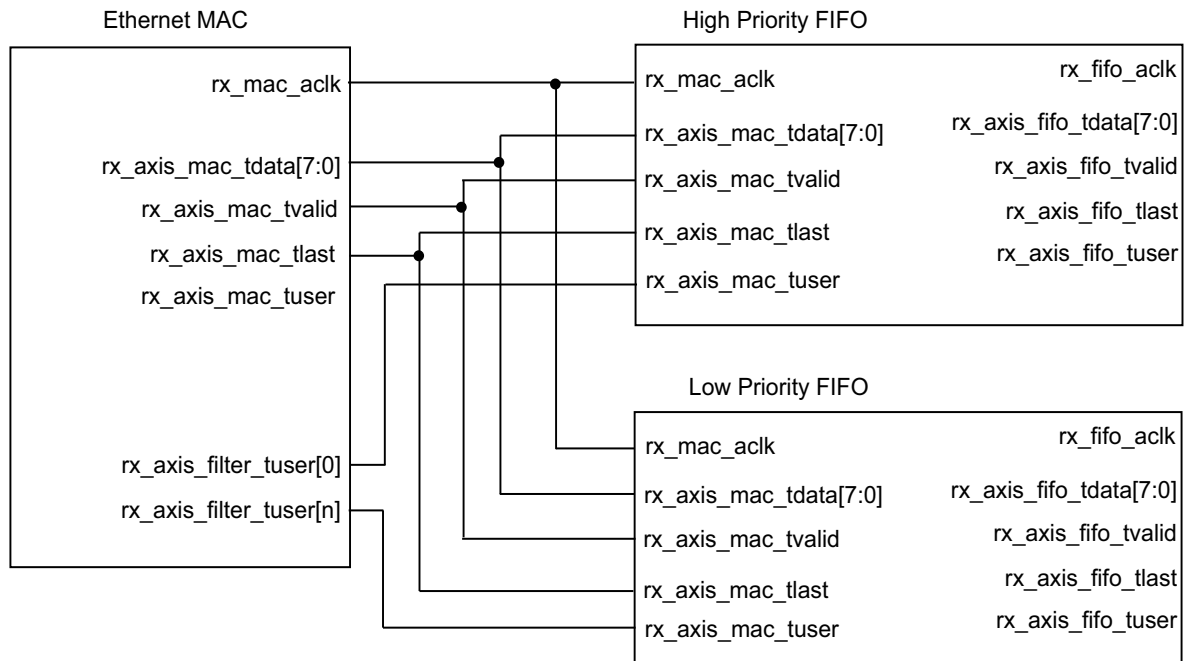 Ethernet MAC
rx_mac_aclk
rx_axis_mac_tdata[7:0]
rx_axis_mac_tvalid
rx_axis_mac_tlast
rx_axis_mac_tuser
rx_axis_filter_tuser[0]
rx_axis_filter_tuser[n]
High Priority FIFO
rx_mac_aclk
rx_axis_mac_tdata[7:0]
rx_axis_mac_tvalid
rx_axis_mac_tlast
rx_axis_mac_tuser
rx_fifo_aclk
rx_axis_fifo_tdata[7:0]
rx_axis_fifo_tvalid
rx_axis_fifo_tlast
rx_axis_fifo_tuser
Low Priority FIFO
rx_mac_aclk
rx_axis_mac_tdata[7:0]
rx_axis_mac_tvalid
rx_axis_mac_tlast
rx_axis_mac_tuser
rx_fifo_aclk
rx_axis_fifo_tdata[7:0]
rx_axis_fifo_tvalid
rx_axis_fifo_tlast
rx_axis_fifo_tuser